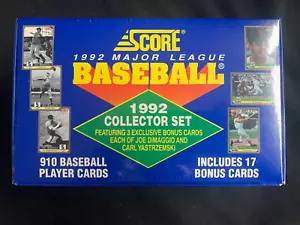 SCORE
1992 MAJOR LEAGUE
BASEBALL®
1992
COLLECTOR SET
FEATURING 3 EXCLUSIVE BONUS CARDS
EACH OF JOE DIMAGGIO AND
CARL YASTRZEMSKI
910 BASEBALL
PLAYER CARDS
INCLUDES 17
BONUS CARDS